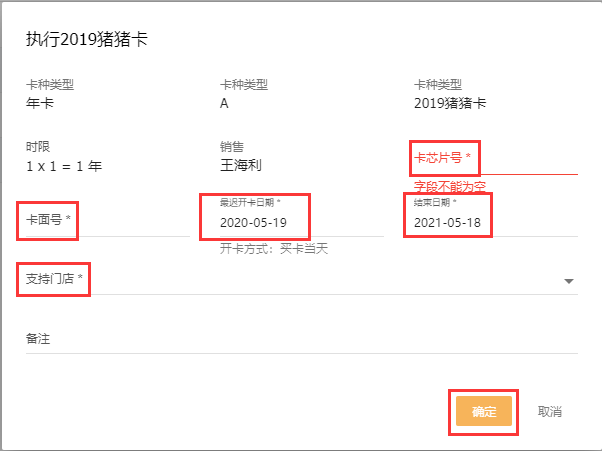 执行2019猪猪卡
卡种类型 卡种类型 卡种类型
年卡 A 2019猪猪卡
时限 销售 卡芯片号 *
1 x 1 = 1 年 王海利
字段不能为空
卡面号 * 最迟开卡日期 * 结束日期 *
2020-05-19 2021-05-18
开卡方式：买卡当天
支持门店 *
备注
确定 取消